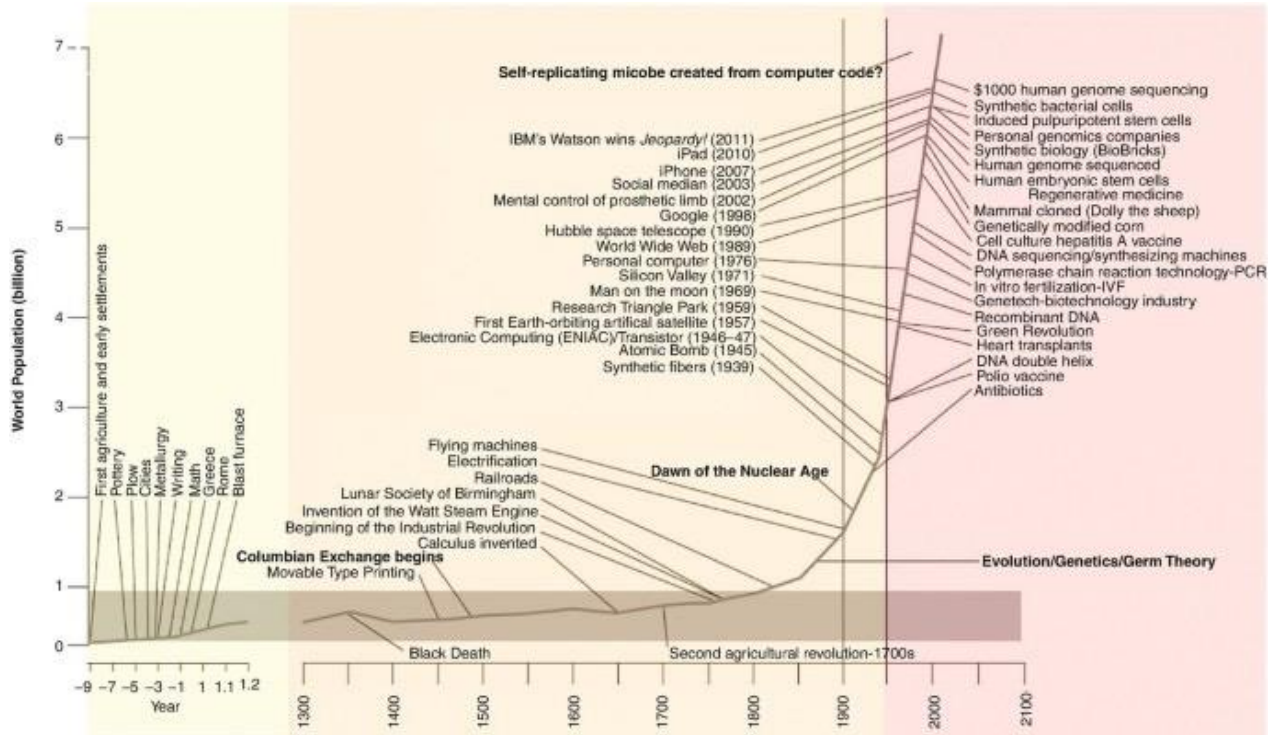 7
6
5
4
3
2
1
0
World Population (billion)
First agriculture and early settlements
Pottery
Plow
Cities
Metallurgy
Writing
Math
Greece
Rome
Blast furnace
Self-replicating micobe created from computer code?
IBM's Watson wins Jeopardy! (2011)
iPad (2010)
iPhone (2007)
Social median (2003)
Mental control of prosthetic limb (2002)
Google (1998)
Hubble space telescope (1990)
World Wide Web (1989)
Personal computer (1976)
Silicon Valley (1971)
Man on the moon (1969)
Research Triangle Park (1959)
First Earth-orbiting artifical satellite (1957)
Electronic Computing (ENIAC)/Transistor (1946–47)
Atomic Bomb (1945)
Synthetic fibers (1939)
Flying machines
Electrification
Railroads
Lunar Society of Birmingham
Invention of the Watt Steam Engine
Beginning of the Industrial Revolution
Calculus invented
Columbian Exchange begins
Movable Type Printing
Dawn of the Nuclear Age
Black Death
Second agricultural revolution-1700s
$1000 human genome sequencing
Synthetic bacterial cells
Induced pulpuripotent stem cells
Personal genomics companies
Synthetic biology (BioBricks)
Human genome sequenced
Human embryonic stem cells
Regenerative medicine
Mammal cloned (Dolly the sheep)
Genetically modified corn
Cell culture hepatitis A vaccine
DNA sequencing/synthesizing machines
Polymerase chain reaction technology-PCR
In vitro fertilization-IVF
Genetech-biotechnology industry
Recombinant DNA
Green Revolution
Heart transplants
DNA double helix
Polio vaccine
Antibiotics
Evolution/Genetics/Germ Theory
−9 −7 −5 −3 −1 1 1.1 1.2
Year
1300 1400 1500 1600 1700 1800 1900 2000 2100